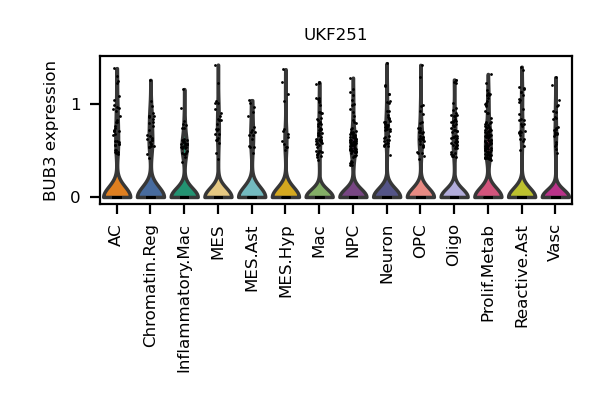 UKF251
BUB3 expression
1
0
AC
Chromatin.Reg
Inflammatory.Mac
MES
MES.Ast
MES.Hyp
Mac
NPC
Neuron
OPC
Oligo
Prolif.Metab
Reactive.Ast
Vasc